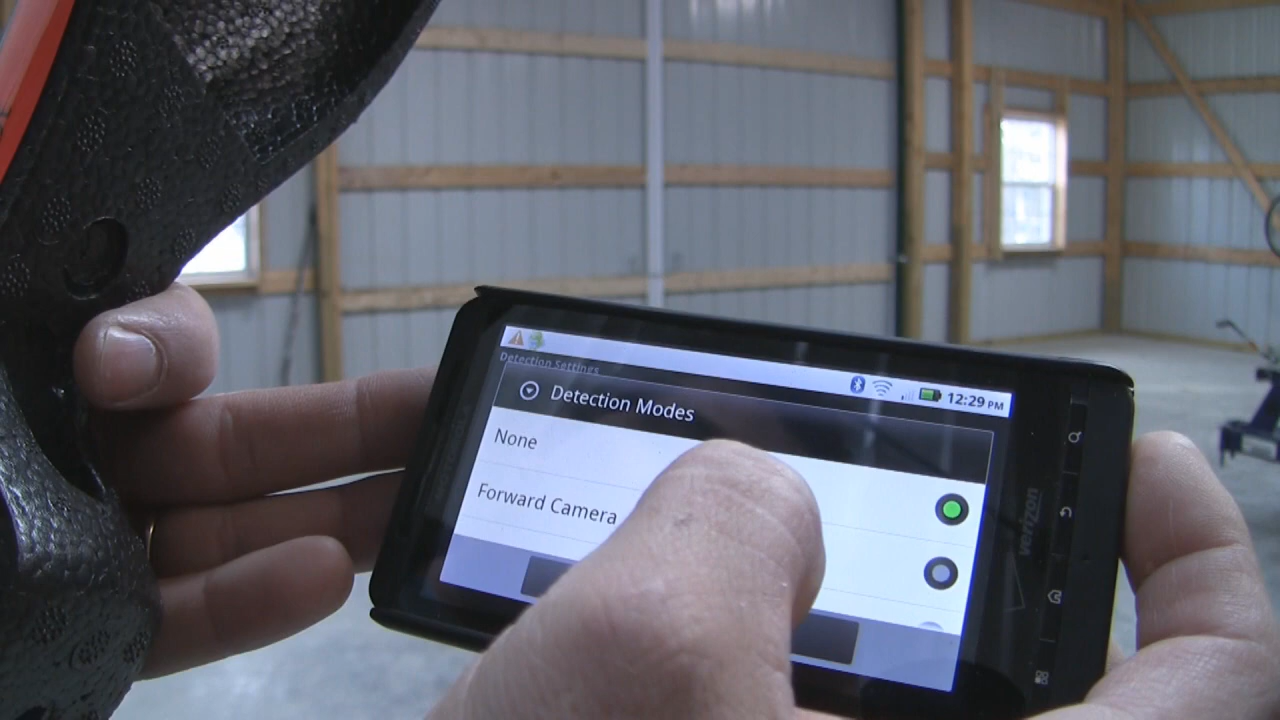 Detection Settings
12:29 PM
Detection Modes
None
Forward Camera
verizon